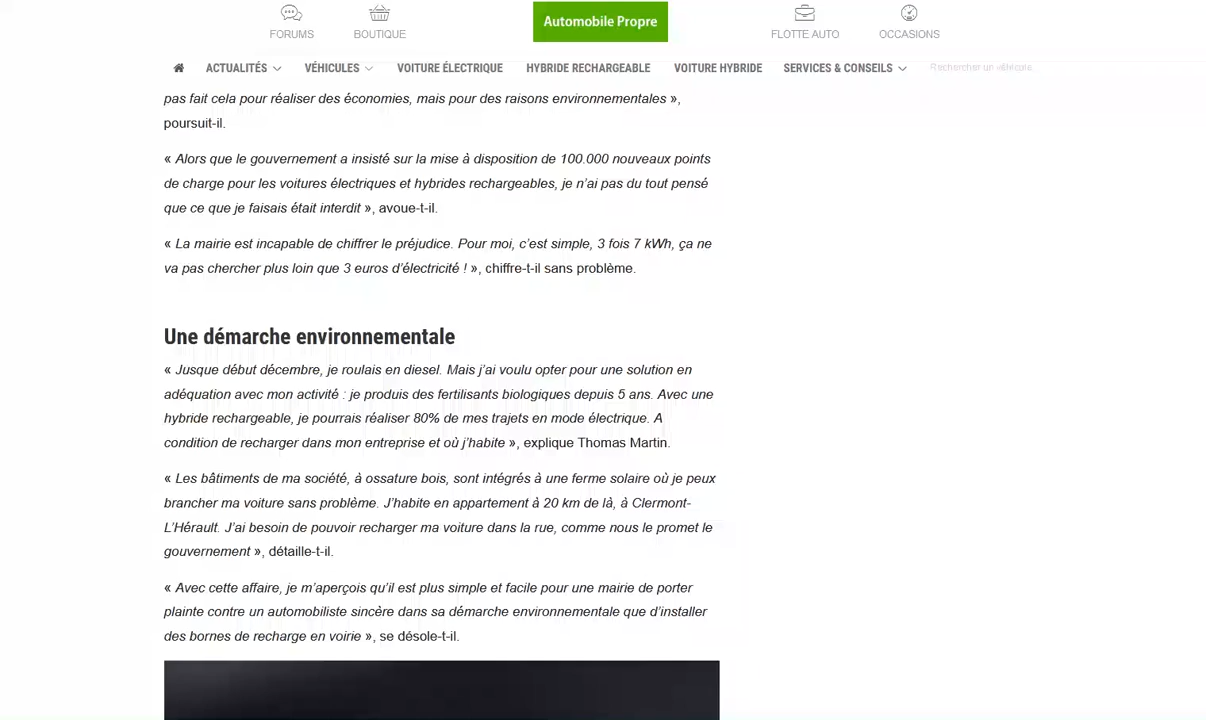 FORUMS
BOUTIQUE
Automobile Propre
FLOTTE AUTO
OCCASIONS
ACTUALITÉS
VÉHICULES
VOITURE ÉLECTRIQUE
HYBRIDE RECHARGEABLE
VOITURE HYBRIDE
SERVICES & CONSEILS
Rechercher un véhicule
pas fait cela pour réaliser des économies, mais pour des raisons environnementales »,
poursuit-il.
« Alors que le gouvernement a insisté sur la mise à disposition de 100.000 nouveaux points
de charge pour les voitures électriques et hybrides rechargeables, je n’ai pas du tout pensé
que ce que je faisais était interdit », avoue-t-il.
« La mairie est incapable de chiffrer le préjudice. Pour moi, c’est simple, 3 fois 7 kWh, ça ne
va pas chercher plus loin que 3 euros d’électricité ! », chiffre-t-il sans problème.
Une démarche environnementale
« Jusque début décembre, je roulais en diesel. Mais j’ai voulu opter pour une solution en
adéquation avec mon activité : je produis des fertilisants biologiques depuis 5 ans. Avec une
hybride rechargeable, je pourrais réaliser 80% de mes trajets en mode électrique. A
condition de recharger dans mon entreprise et où j’habite », explique Thomas Martin.
« Les bâtiments de ma société, à ossature bois, sont intégrés à une ferme solaire où je peux
brancher ma voiture sans problème. J’habite en appartement à 20 km de là, à Clermont-
L’Hérault. J’ai besoin de pouvoir recharger ma voiture dans la rue, comme nous le promet le
gouvernement », détaille-t-il.
« Avec cette affaire, je m’aperçois qu’il est plus simple et facile pour une mairie de porter
plainte contre un automobiliste sincère dans sa démarche environnementale que d’installer
des bornes de recharge en voirie », se désole-t-il.